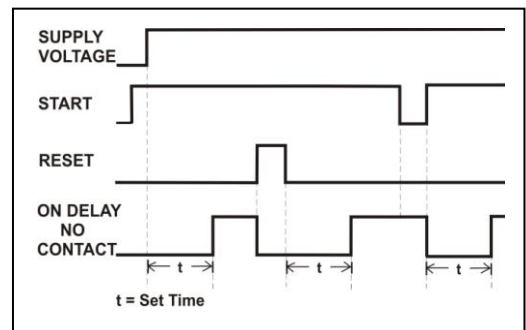 SUPPLY
VOLTAGE
START
RESET
ON DELAY
NO
CONTACT
t
t
t
t = Set Time